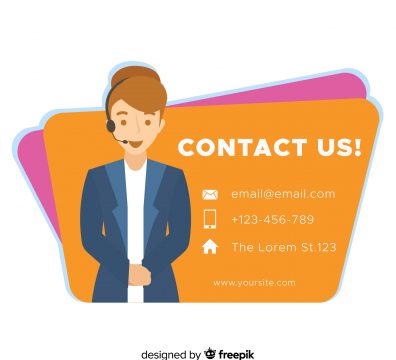 CONTACT US!
email@email.com
+123-456-789
The Lorem St.123
www.yoursite.com
designed by freepik